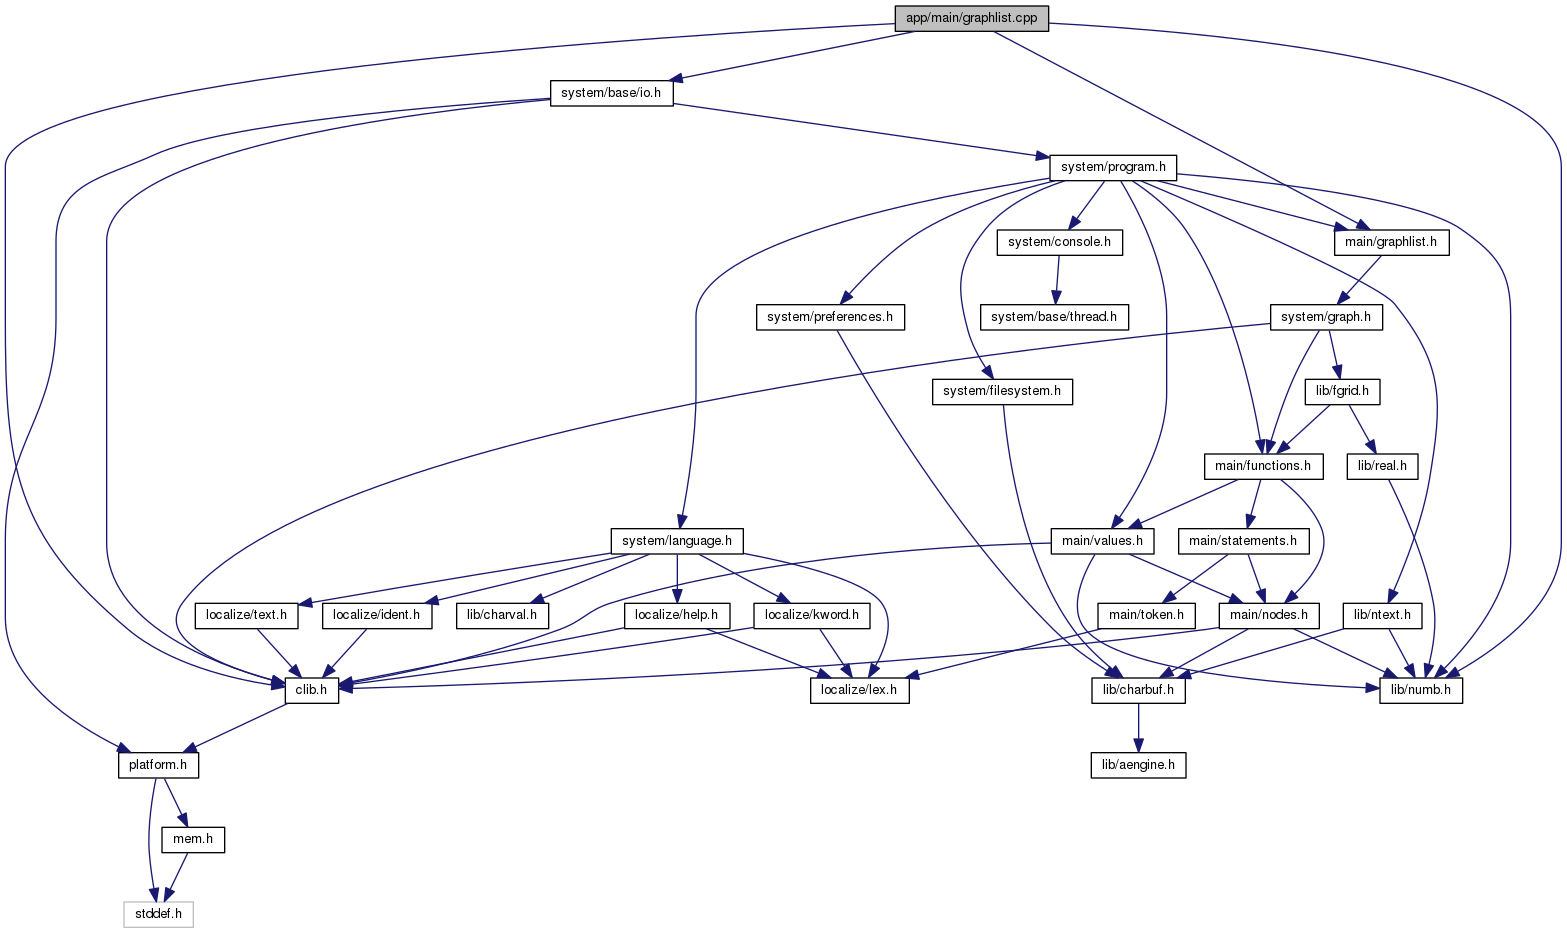 app/main/graphlist.cpp
system/base/io.h
system/program.h
system/console.h
main/graphlist.h
system/preferences.h
system/base/thread.h
system/graph.h
system/filesystem.h
lib/fgrid.h
main/functions.h
lib/real.h
system/language.h
main/values.h
main/statements.h
localize/text.h
localize/ident.h
lib/charval.h
localize/help.h
localize/kword.h
main/token.h
main/nodes.h
lib/ntext.h
clib.h
localize/lex.h
lib/charbuf.h
lib/numb.h
platform.h
lib/aengine.h
mem.h
stddef.h